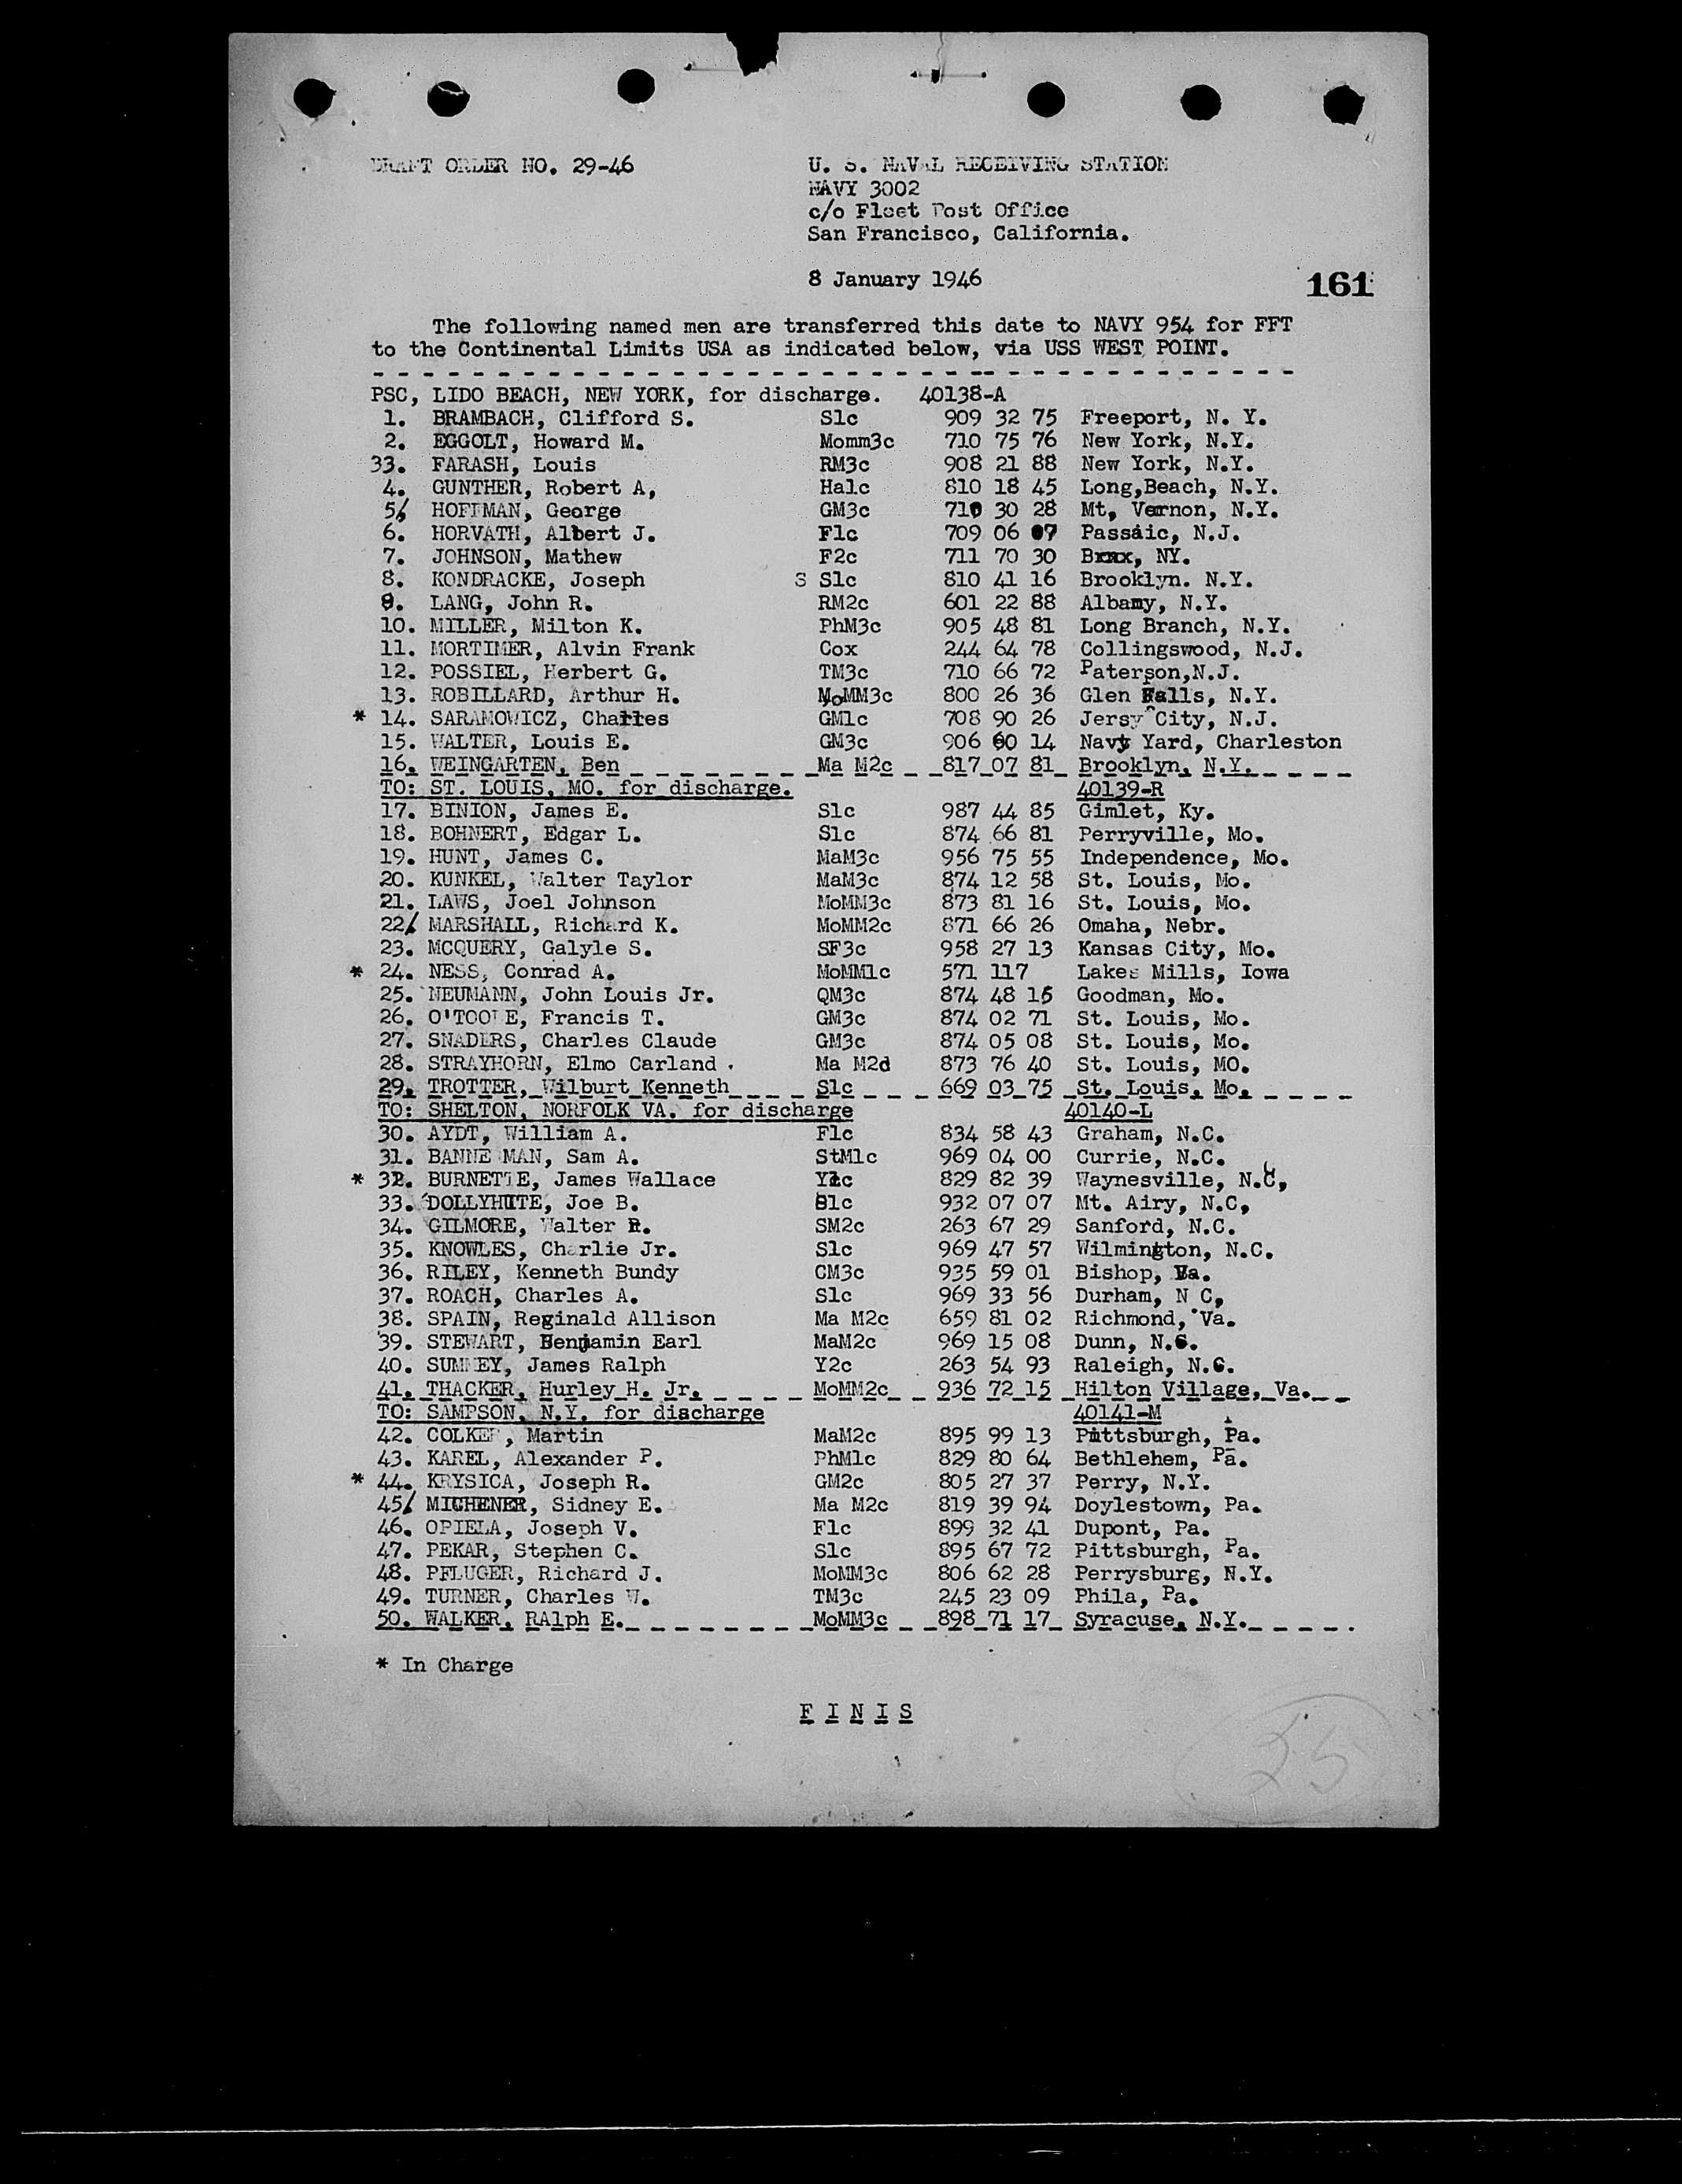 DRAFT ORDER NO. 29-46
U. S. NAVAL RECEIVING STATION
NAVY 3002
c/o Fleet Post Office
San Francisco, California.
8 January 1946
161
The following named men are transferred this date to NAVY 954 for FFT
to the Continental Limits USA as indicated below, via USS WEST POINT.
PSC, LIDO BEACH, NEW YORK, for discharge. 40138-A
1. BRAMBACH, Clifford S. S1c 909 32 75 Freeport, N. Y.
2. EGGOLT, Howard M. Momm3c 710 75 76 New York, N.Y.
33. FARASH, Louis RM3c 908 21 88 New York, N.Y.
4. GUNTHER, Robert A, Ha1c 810 18 45 Long,Beach, N.Y.
5. HOFFMAN, George GM3c 710 30 28 Mt, Vernon, N.Y.
6. HORVATH, Albert J. F1c 709 06 07 Passaic, N.J.
7. JOHNSON, Mathew F2c 711 70 30 NY.
8. KONDRACKE, Joseph S S1c 810 41 16 Brooklyn. N.Y.
9. LANG, John R. RM2c 601 22 88 Albany, N.Y.
10. MILLER, Milton K. PhM3c 905 48 81 Long Branch, N.Y.
11. MORTIMER, Alvin Frank Cox 244 64 78 Collingswood, N.J.
12. POSSIEL, Herbert G. TM3c 710 66 72 Paterson,N.J.
13. ROBILLARD, Arthur H. MoMM3c 800 26 36 Glen Falls, N.Y.
* 14. SARAMOWICZ, Charles GM1c 708 90 26 Jersy City, N.J.
15. WALTER, Louis E. GM3c 906 60 14 Navy Yard, Charleston
16. WEINGARTEN, Ben Ma M2c 817 07 81 Brooklyn, N.Y.
TO: ST. LOUIS, MO. for discharge. 40139-R
17. BINION, James E. S1c 987 44 85 Gimlet, Ky.
18. BOHNERT, Edgar L. S1c 874 66 81 Perryville, Mo.
19. HUNT, James C. MaM3c 956 75 55 Independence, Mo.
20. KUNKEL, Walter Taylor MaM3c 874 12 58 St. Louis, Mo.
21. LAWS, Joel Johnson MoMM3c 873 81 16 St. Louis, Mo.
22/ MARSHALL, Richard K. MoMM2c 871 66 26 Omaha, Nebr.
23. MCQUERY, Galyle S. SF3c 958 27 13 Kansas City, Mo.
* 24. NESS, Conrad A. MoMM1c 571 117 Lakes Mills, Iowa
25. NEUMANN, John Louis Jr. QM3c 874 48 15 Goodman, Mo.
26. O'TOOLE, Francis T. GM3c 874 02 71 St. Louis, Mo.
27. SNADERS, Charles Claude GM3c 874 05 08 St. Louis, Mo.
28. STRAYHORN, Elmo Carland . Ma M2d 873 76 40 St. Louis, MO.
29. TROTTER, Wilburt Kenneth S1c 669 03 75 St. Louis, Mo.
TO: SHELTON, NORFOLK VA. for discharge 40140-L
30. AYDT, William A. F1c 834 58 43 Graham, N.C.
31. BANNE MAN, Sam A. StM1c 969 04 00 Currie, N.C.
* 32. BURNETTE, James Wallace 829 82 39 Waynesville, N.C,
33. DOLLYHITE, Joe B. S1c 932 07 07 Mt. Airy, N.C,
34. GILMORE, Walter R. SM2c 263 67 29 Sanford, N.C.
35. KNOWLES, Charlie Jr. S1c 969 47 57 Wilmington, N.C.
36. RILEY, Kenneth Bundy CM3c 935 59 01 Bishop, Va.
37. ROACH, Charles A. S1c 969 33 56 Durham, N C,
38. SPAIN, Reginald Allison Ma M2c 659 81 02 Richmond, Va.
39. STEWART, Benjamin Earl MaM2c 969 15 08 Dunn, N.C.
40. SUMNEY, James Ralph Y2c 263 54 93 Raleigh, N.C.
41. THACKER, Hurley H. Jr. MoMM2c 936 72 15 Hilton Village, Va.
TO: SAMPSON, N.Y. for discharge 40141-M
42. COLKER, Martin MaM2c 895 99 13 Pittsburgh, Pa.
43. KAREL, Alexander P. PhM1c 829 80 64 Bethlehem, Pa.
* 44. KRYSICA, Joseph R. GM2c 805 27 37 Perry, N.Y.
45/ MICHENER, Sidney E. Ma M2c 819 39 94 Doylestown, Pa.
46. OPIELA, Joseph V. F1c 899 32 41 Dupont, Pa.
47. PEKAR, Stephen C. S1c 895 67 72 Pittsburgh, Pa.
48. PFLUGER, Richard J. MoMM3c 806 62 28 Perrysburg, N.Y.
49. TURNER, Charles W. TM3c 245 23 09 Phila, Pa.
50. WALKER, RAlph E. MoMM3c 898 71 17 Syracuse, N.Y.
* In Charge
F I N I S